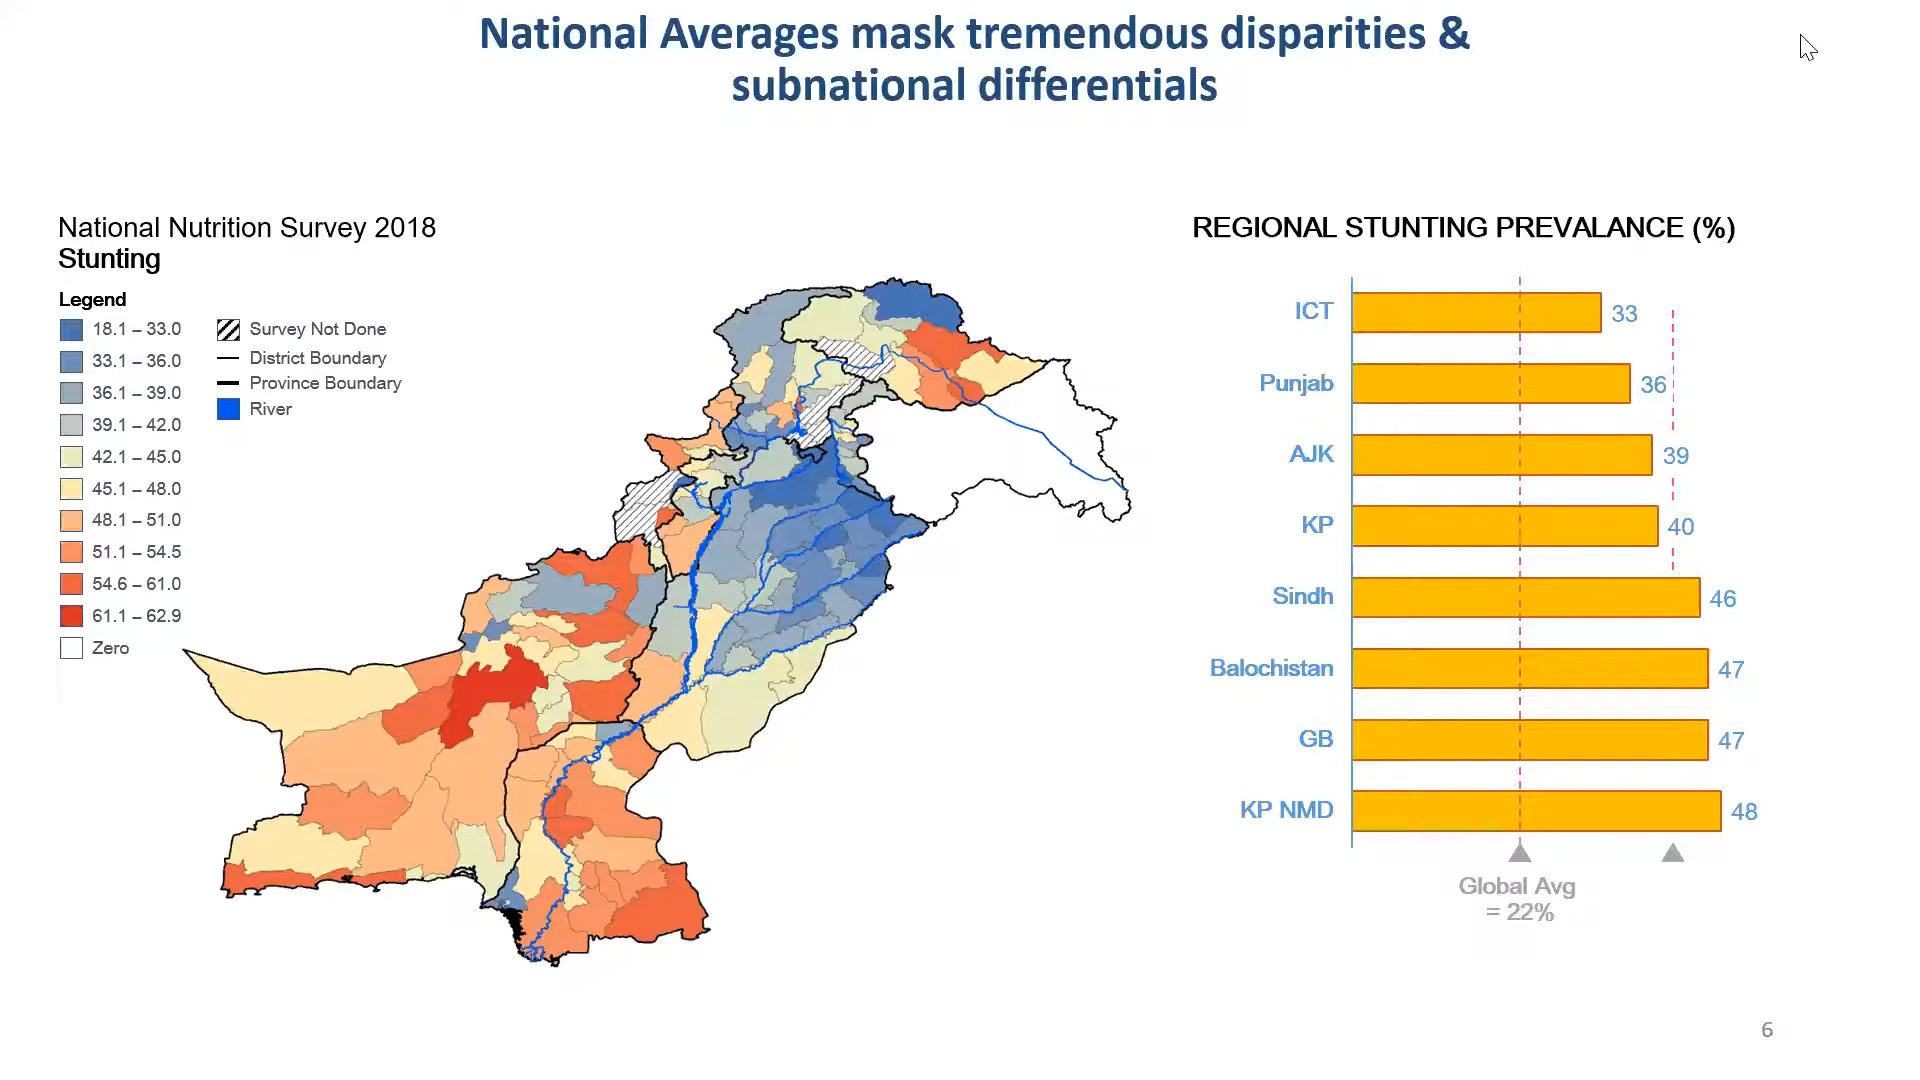 National Averages mask tremendous disparities &
subnational differentials
National Nutrition Survey 2018
Stunting
Legend
18.1 – 33.0
33.1 – 36.0
36.1 – 39.0
39.1 – 42.0
42.1 – 45.0
45.1 – 48.0
48.1 – 51.0
51.1 – 54.5
54.6 – 61.0
61.1 – 62.9
Zero
Survey Not Done
District Boundary
Province Boundary
River
REGIONAL STUNTING PREVALANCE (%)
ICT 33
Punjab 36
AJK 39
KP 40
Sindh 46
Balochistan 47
GB 47
KP NMD 48
Global Avg
= 22%
6